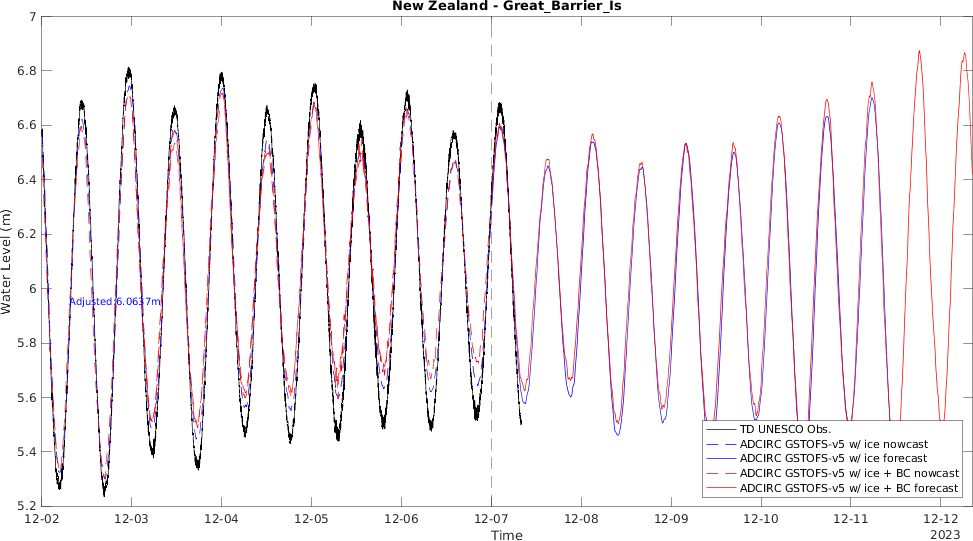 New Zealand - Great_Barrier_Is
7
6.8
6.6
6.4
6.2
6
5.8
5.6
5.4
5.2
Water Level (m)
Adjusted:6.0637m
TD UNESCO Obs.
ADCIRC GSTOFS-v5 w/ ice nowcast
ADCIRC GSTOFS-v5 w/ ice forecast
ADCIRC GSTOFS-v5 w/ ice + BC nowcast
ADCIRC GSTOFS-v5 w/ ice + BC forecast
12-02 12-03 12-04 12-05 12-06 12-07 12-08 12-09 12-10 12-11 12-12
Time
2023